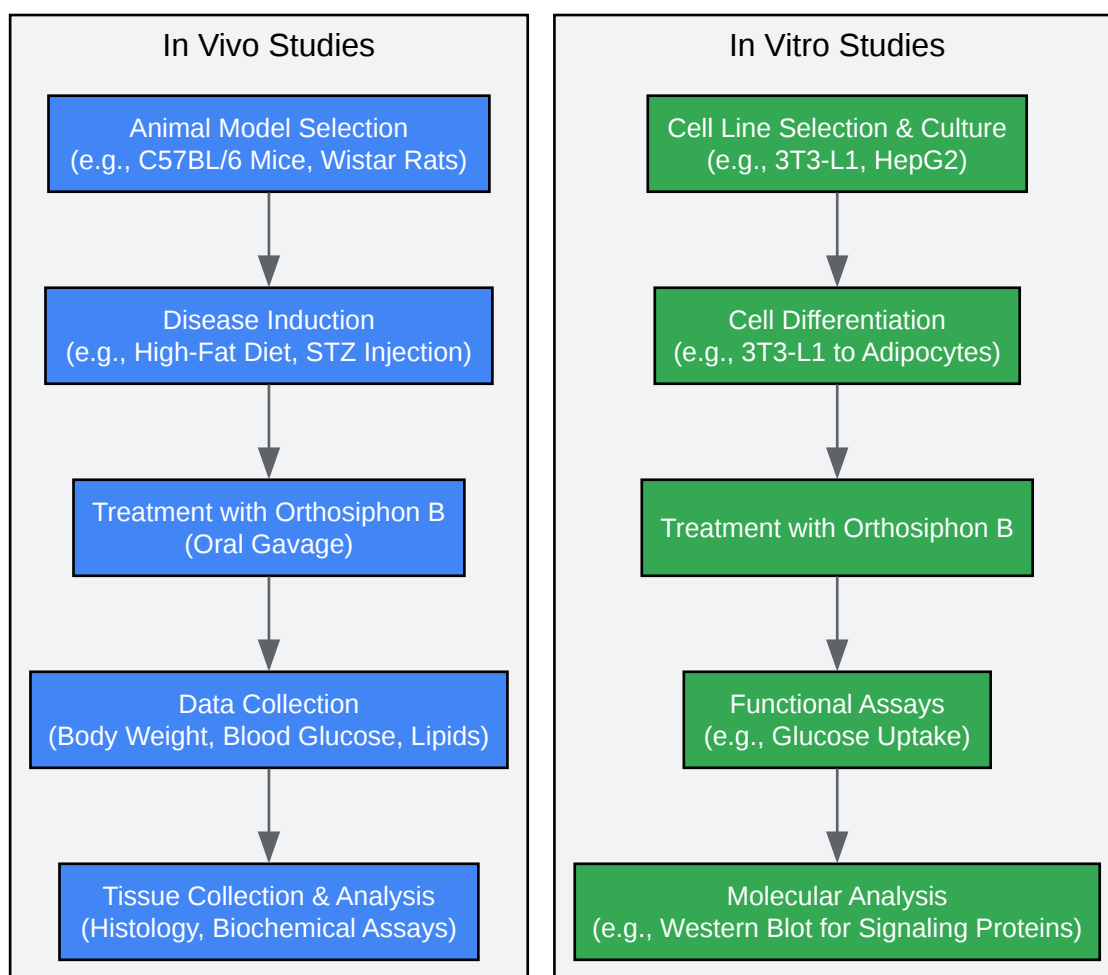 In Vivo Studies
Animal Model Selection
(e.g., C57BL/6 Mice, Wistar Rats)
Disease Induction
(e.g., High-Fat Diet, STZ Injection)
Treatment with Orthosiphon B
(Oral Gavage)
Data Collection
(Body Weight, Blood Glucose, Lipids)
Tissue Collection & Analysis
(Histology, Biochemical Assays)
In Vitro Studies
Cell Line Selection & Culture
(e.g., 3T3-L1, HepG2)
Cell Differentiation
(e.g., 3T3-L1 to Adipocytes)
Treatment with Orthosiphon B
Functional Assays
(e.g., Glucose Uptake)
Molecular Analysis
(e.g., Western Blot for Signaling Proteins)